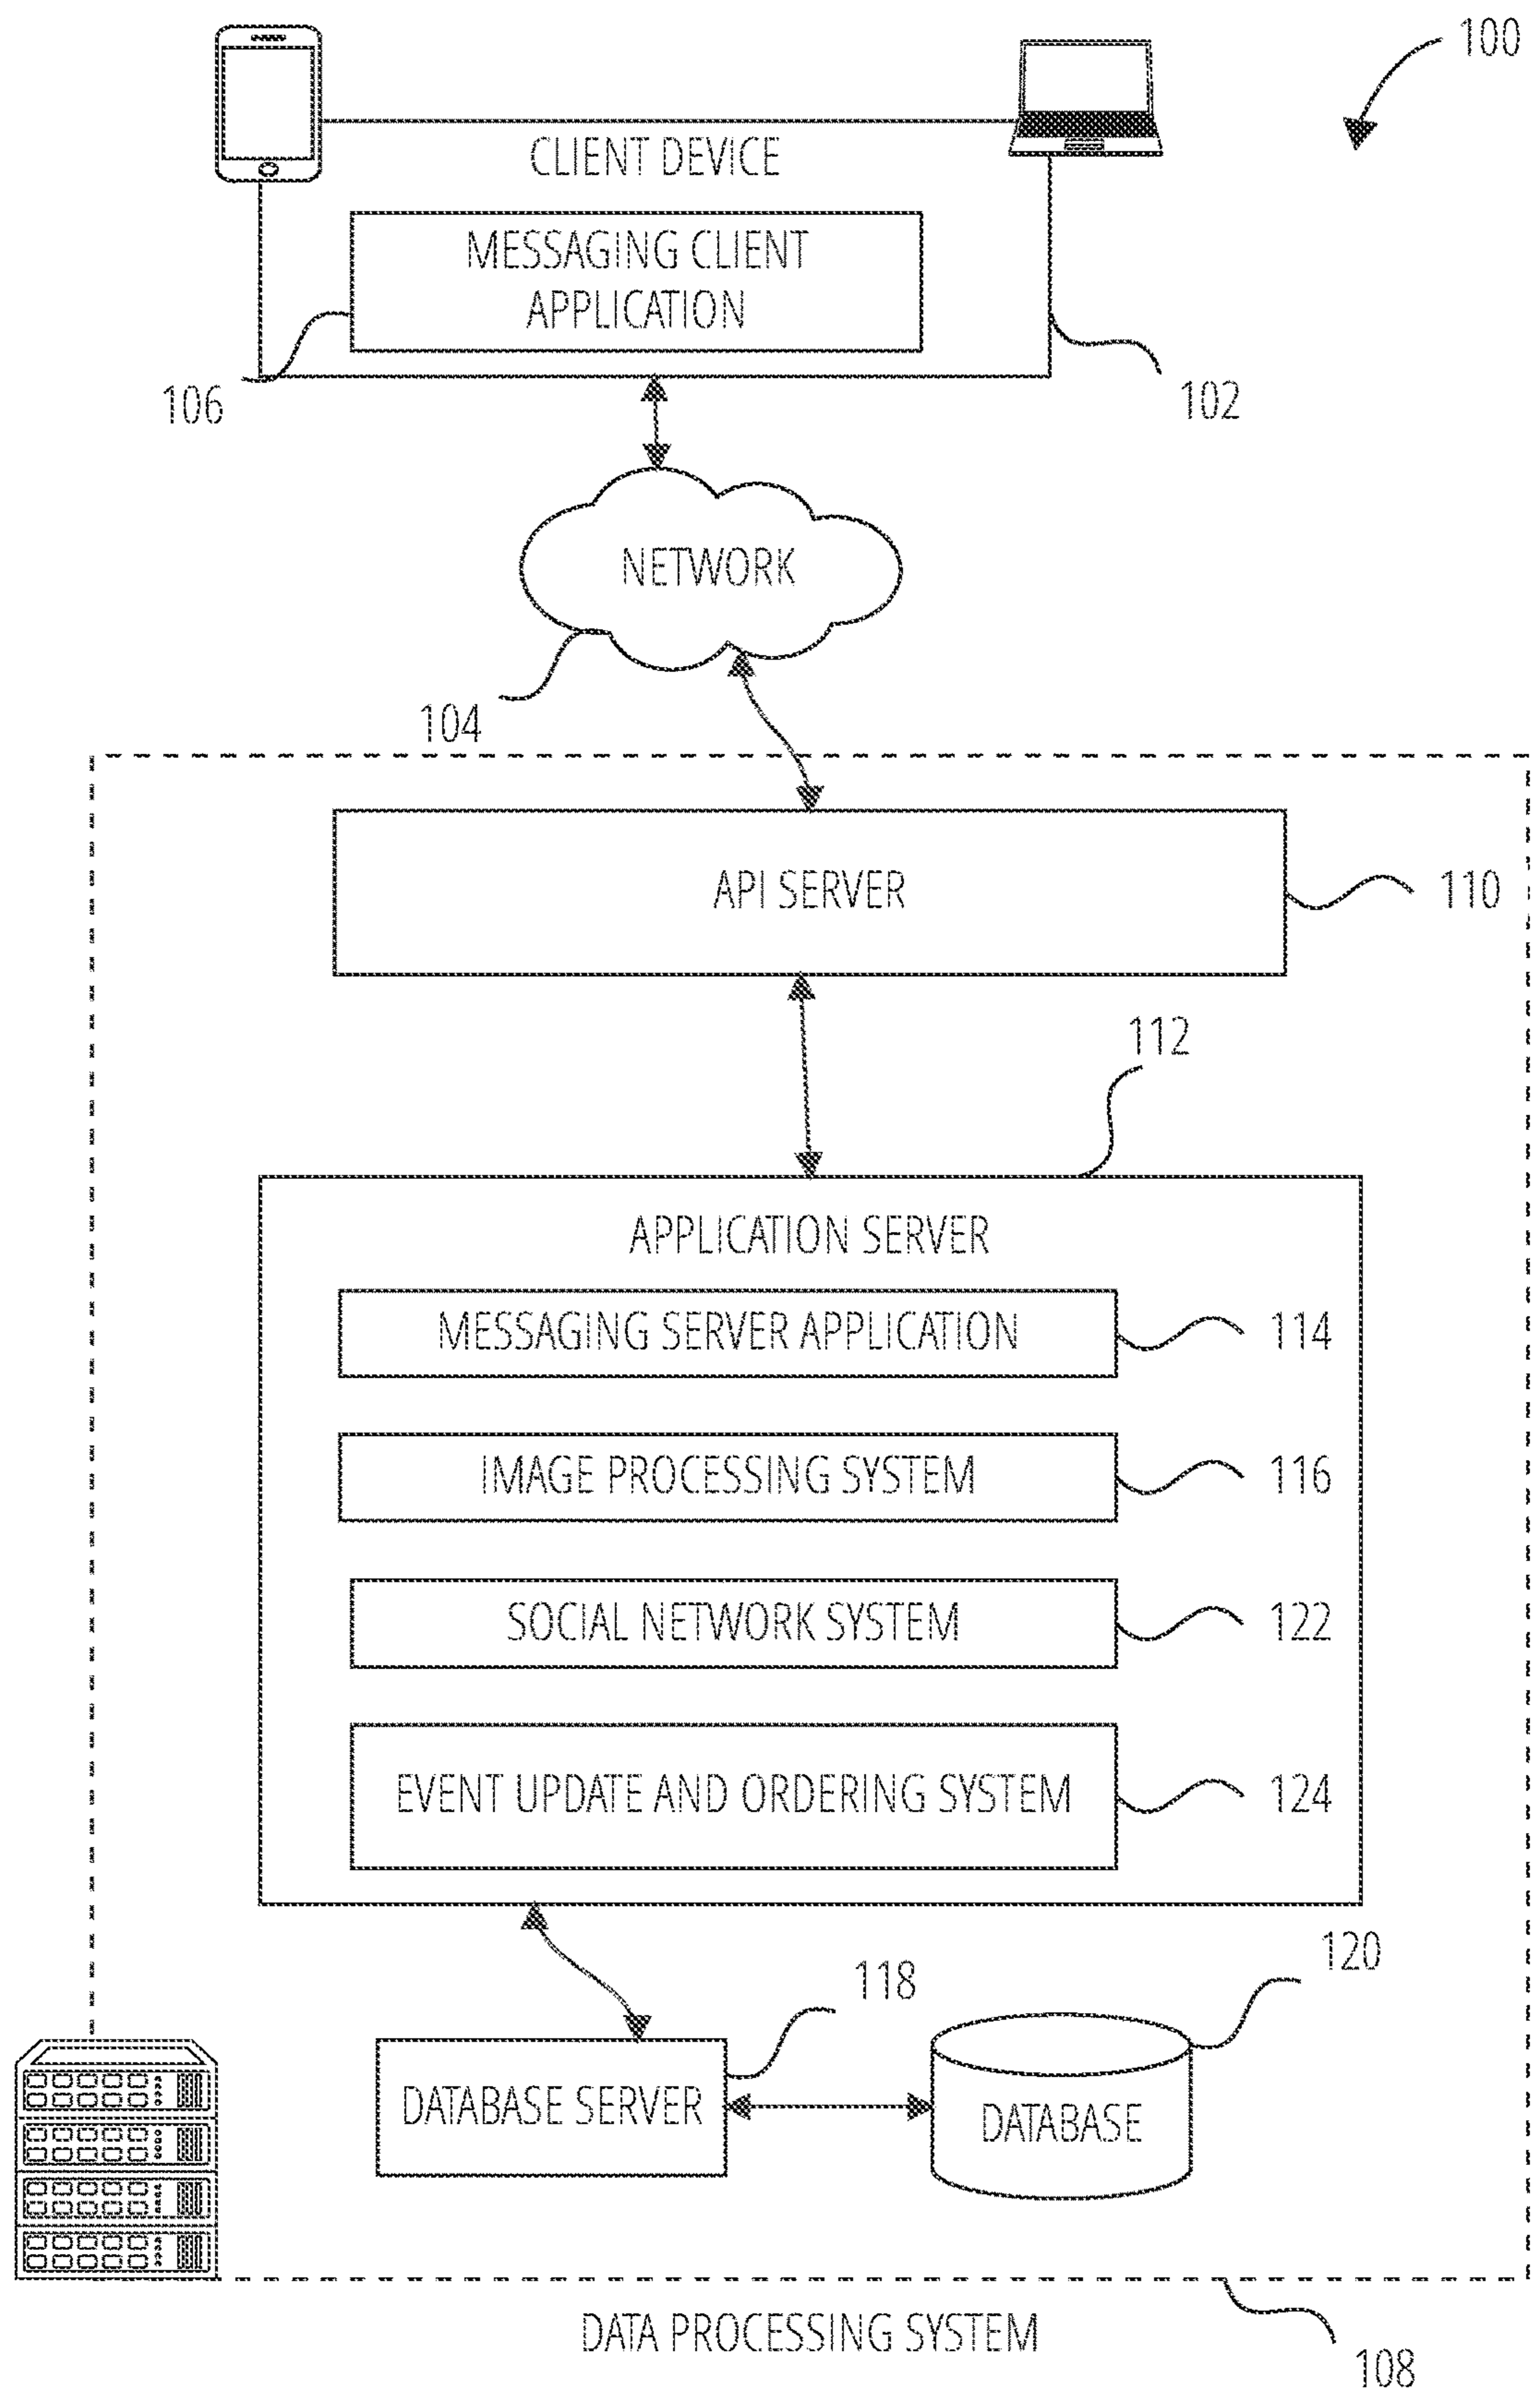 100
CLIENT DEVICE
MESSAGING CLIENT
APPLICATION
106
102
NETWORK
104
API SERVER
110
112
APPLICATION SERVER
MESSAGING SERVER APPLICATION
114
IMAGE PROCESSING SYSTEM
116
SOCIAL NETWORK SYSTEM
122
EVENT UPDATE AND ORDERING SYSTEM
124
120
118
DATABASE SERVER
DATABASE
DATA PROCESSING SYSTEM
108